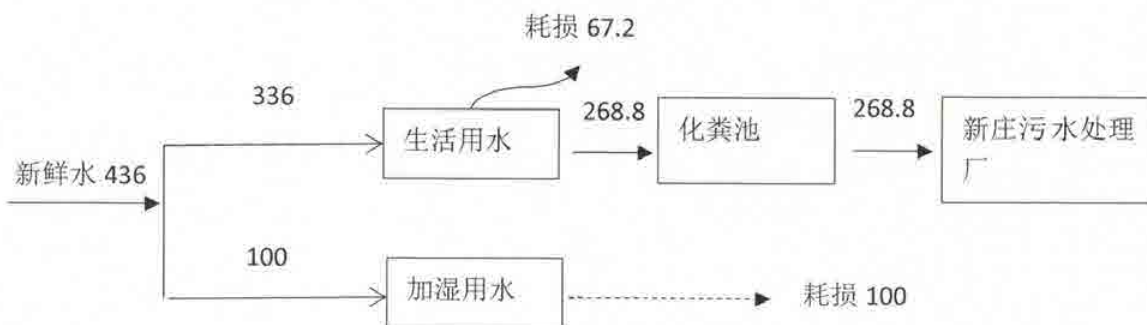 耗损 67.2
336
生活用水
268.8
化粪池
268.8
新庄污水处理
厂
新鲜水 436
100
加湿用水
耗损 100